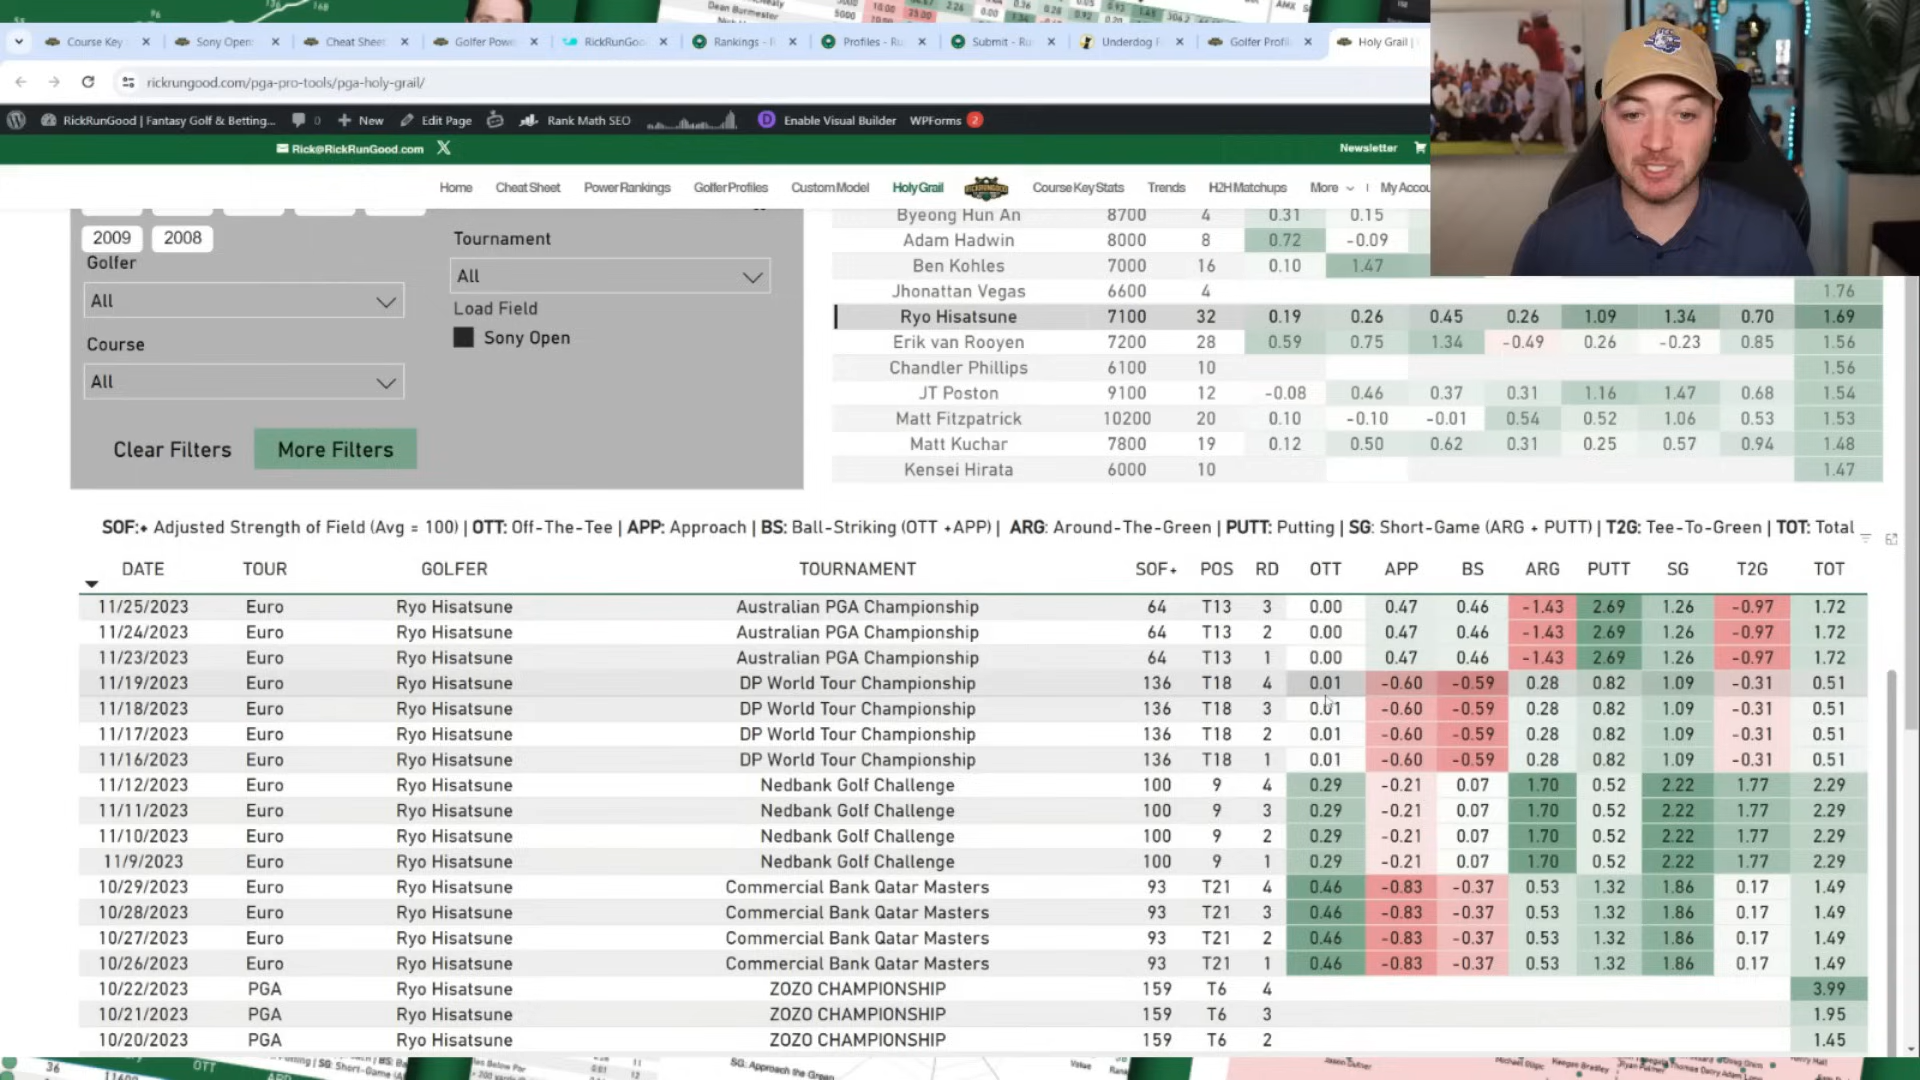 Course Key
Sony Open
Cheat Sheet
Golfer Pow
RickRunGoo
Rankings - R
Profiles - Ru
Submit - Ru
Underdog F
Golfer Profil
Holy Grail |
rickrungood.com/pga-pro-tools/pga-holy-grail/
RickRunGood | Fantasy Golf & Betting... 0 New Edit Page Rank Math SEO Enable Visual Builder WPForms 2
Rick@RickRunGood.com Newsletter
Home Cheat Sheet Power Rankings Golfer Profiles Custom Model Holy Grail Course Key Stats Trends H2H Matchups More My Accou
2009 2008
Golfer
All
Course
All
Tournament
All
Load Field
Sony Open
Clear Filters More Filters
Byeong Hun An 8700 4 0.31 0.15
Adam Hadwin 8000 8 0.72 -0.09
Ben Kohles 7000 16 0.10 1.47
Jhonattan Vegas 6600 4 1.76
Ryo Hisatsune 7100 32 0.19 0.26 0.45 0.26 1.09 1.34 0.70 1.69
Erik van Rooyen 7200 28 0.59 0.75 1.34 -0.49 0.26 -0.23 0.85 1.56
Chandler Phillips 6100 10 1.56
JT Poston 9100 12 -0.08 0.46 0.37 0.31 1.16 1.47 0.68 1.54
Matt Fitzpatrick 10200 20 0.10 -0.10 -0.01 0.54 0.52 1.06 0.53 1.53
Matt Kuchar 7800 19 0.12 0.50 0.62 0.31 0.25 0.57 0.94 1.48
Kensei Hirata 6000 10 1.47
SOF:+ Adjusted Strength of Field (Avg = 100) | OTT: Off-The-Tee | APP: Approach | BS: Ball-Striking (OTT +APP) | ARG: Around-The-Green | PUTT: Putting | SG: Short-Game (ARG + PUTT) | T2G: Tee-To-Green | TOT: Total
DATE TOUR GOLFER TOURNAMENT SOF+ POS RD OTT APP BS ARG PUTT SG T2G TOT
11/25/2023 Euro Ryo Hisatsune Australian PGA Championship 64 T13 3 0.00 0.47 0.46 -1.43 2.69 1.26 -0.97 1.72
11/24/2023 Euro Ryo Hisatsune Australian PGA Championship 64 T13 2 0.00 0.47 0.46 -1.43 2.69 1.26 -0.97 1.72
11/23/2023 Euro Ryo Hisatsune Australian PGA Championship 64 T13 1 0.00 0.47 0.46 -1.43 2.69 1.26 -0.97 1.72
11/19/2023 Euro Ryo Hisatsune DP World Tour Championship 136 T18 4 0.01 -0.60 -0.59 0.28 0.82 1.09 -0.31 0.51
11/18/2023 Euro Ryo Hisatsune DP World Tour Championship 136 T18 3 0.01 -0.60 -0.59 0.28 0.82 1.09 -0.31 0.51
11/17/2023 Euro Ryo Hisatsune DP World Tour Championship 136 T18 2 0.01 -0.60 -0.59 0.28 0.82 1.09 -0.31 0.51
11/16/2023 Euro Ryo Hisatsune DP World Tour Championship 136 T18 1 0.01 -0.60 -0.59 0.28 0.82 1.09 -0.31 0.51
11/12/2023 Euro Ryo Hisatsune Nedbank Golf Challenge 100 9 4 0.29 -0.21 0.07 1.70 0.52 2.22 1.77 2.29
11/11/2023 Euro Ryo Hisatsune Nedbank Golf Challenge 100 9 3 0.29 -0.21 0.07 1.70 0.52 2.22 1.77 2.29
11/10/2023 Euro Ryo Hisatsune Nedbank Golf Challenge 100 9 2 0.29 -0.21 0.07 1.70 0.52 2.22 1.77 2.29
11/9/2023 Euro Ryo Hisatsune Nedbank Golf Challenge 100 9 1 0.29 -0.21 0.07 1.70 0.52 2.22 1.77 2.29
10/29/2023 Euro Ryo Hisatsune Commercial Bank Qatar Masters 93 T21 4 0.46 -0.83 -0.37 0.53 1.32 1.86 0.17 1.49
10/28/2023 Euro Ryo Hisatsune Commercial Bank Qatar Masters 93 T21 3 0.46 -0.83 -0.37 0.53 1.32 1.86 0.17 1.49
10/27/2023 Euro Ryo Hisatsune Commercial Bank Qatar Masters 93 T21 2 0.46 -0.83 -0.37 0.53 1.32 1.86 0.17 1.49
10/26/2023 Euro Ryo Hisatsune Commercial Bank Qatar Masters 93 T21 1 0.46 -0.83 -0.37 0.53 1.32 1.86 0.17 1.49
10/22/2023 PGA Ryo Hisatsune ZOZO CHAMPIONSHIP 159 T6 4 3.99
10/21/2023 PGA Ryo Hisatsune ZOZO CHAMPIONSHIP 159 T6 3 1.95
10/20/2023 PGA Ryo Hisatsune ZOZO CHAMPIONSHIP 159 T6 2 1.45